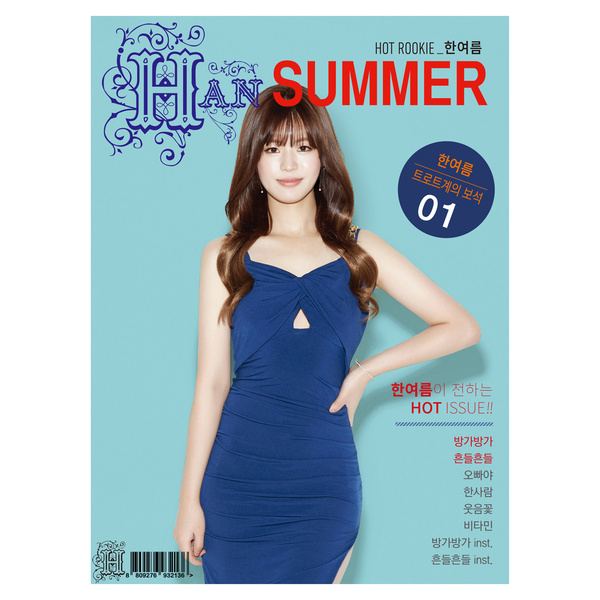 HOT ROOKIE _한여름
HAN SUMMER
한여름
트로트계의 보석
01
한여름이 전하는
HOT ISSUE!!
방가방가
흔들흔들
오빠야
한사람
웃음꽃
비타민
방가방가 inst.
흔들흔들 inst.
H
8 809276 932136 >